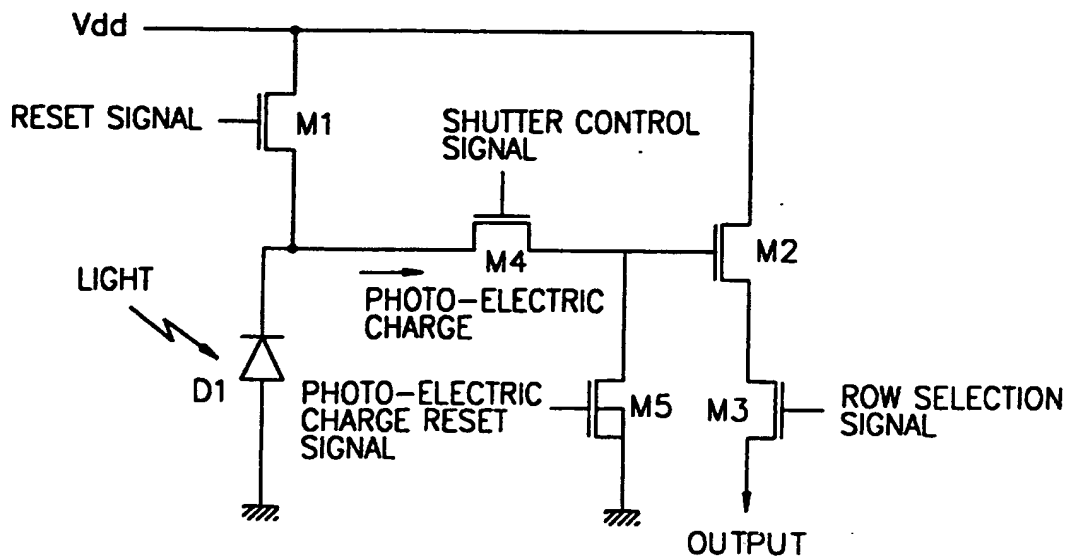 Vdd
RESET SIGNAL
M1
SHUTTER CONTROL
SIGNAL
M4
M2
LIGHT
PHOTO-ELECTRIC
CHARGE
D1
PHOTO-ELECTRIC
CHARGE RESET
SIGNAL
M5
M3
ROW SELECTION
SIGNAL
OUTPUT